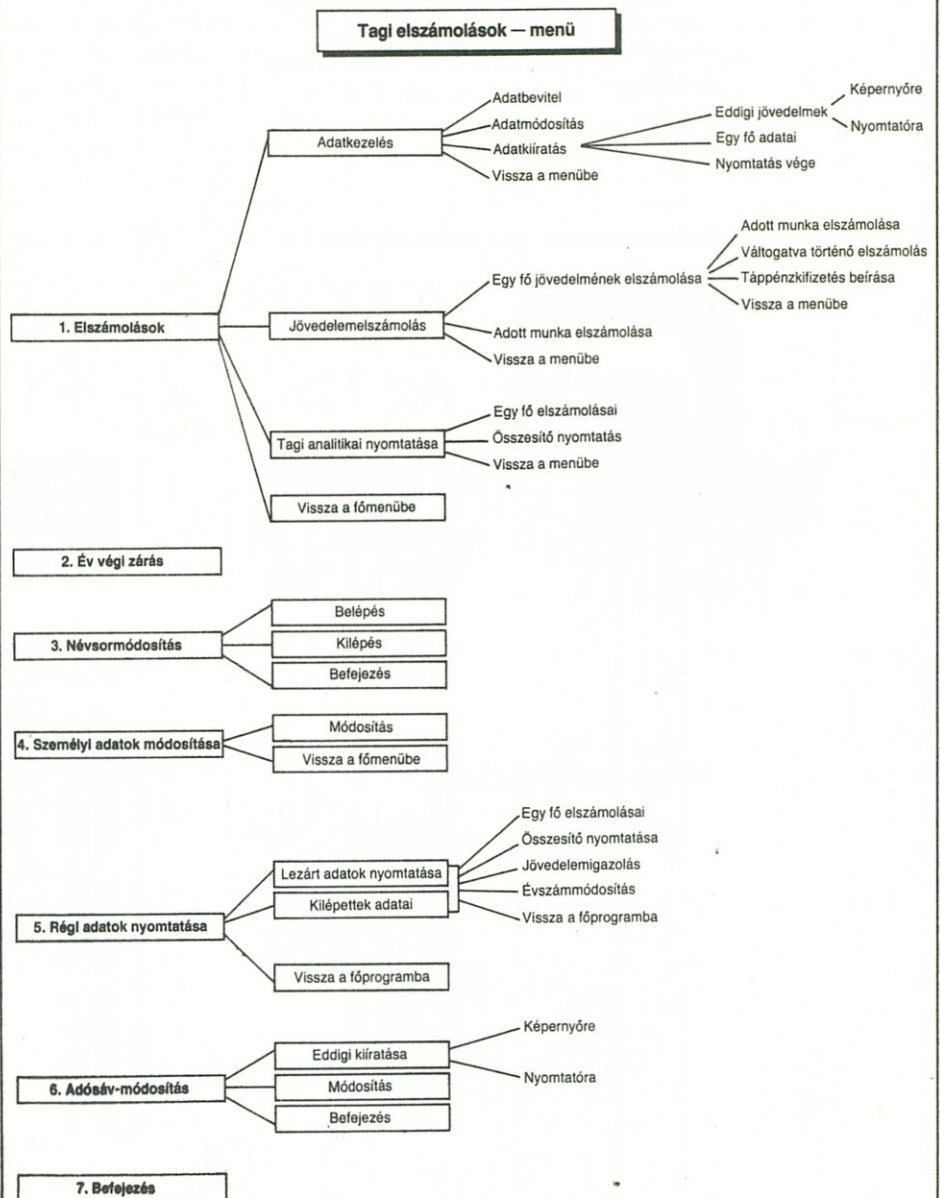 Tagi elszámolások — menü
1. Elszámolások
Adatkezelés
Adatbevitel
Adatmódosítás
Adatkiíratás
Eddigi jövedelmek
Képernyőre
Nyomtatóra
Egy fő adatai
Nyomtatás vége
Vissza a menübe
Jövedelemelszámolás
Egy fő jövedelmének elszámolása
Adott munka elszámolása
Váltogatva történő elszámolás
Táppénzkifizetés beírása
Vissza a menübe
Adott munka elszámolása
Vissza a menübe
Tagi analitikai nyomtatása
Egy fő elszámolásai
Összesítő nyomtatás
Vissza a menübe
Vissza a főmenübe
2. Év végi zárás
3. Névsormódosítás
Belépés
Kilépés
Befejezés
4. Személyi adatok módosítása
Módosítás
Vissza a főmenübe
5. Régi adatok nyomtatása
Lezárt adatok nyomtatása
Kilépettek adatai
Egy fő elszámolásai
Összesítő nyomtatása
Jövedelemigazolás
Évszámmódosítás
Vissza a főprogramba
Vissza a főprogramba
6. Adósáv-módosítás
Eddigi kiíratása
Képernyőre
Nyomtatóra
Módosítás
Befejezés
7. Befejezés